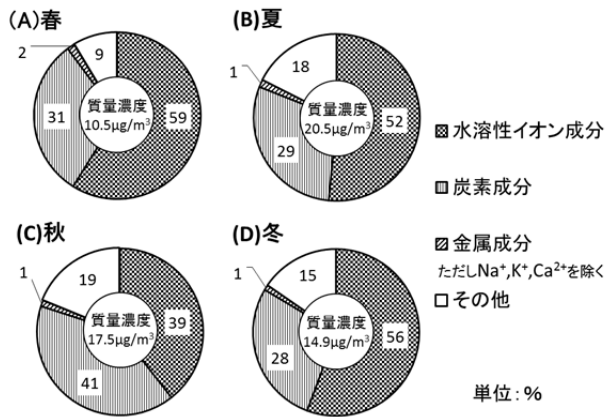 (A)春
2
9
31
59
質量濃度
10.5μg/m³
(B)夏
1
18
29
52
質量濃度
20.5μg/m³
(C)秋
1
19
41
39
質量濃度
17.5μg/m³
(D)冬
1
15
28
56
質量濃度
14.9μg/m³
水溶性イオン成分
炭素成分
金属成分
ただしNa⁺,K⁺,Ca²⁺を除く
その他
単位:%